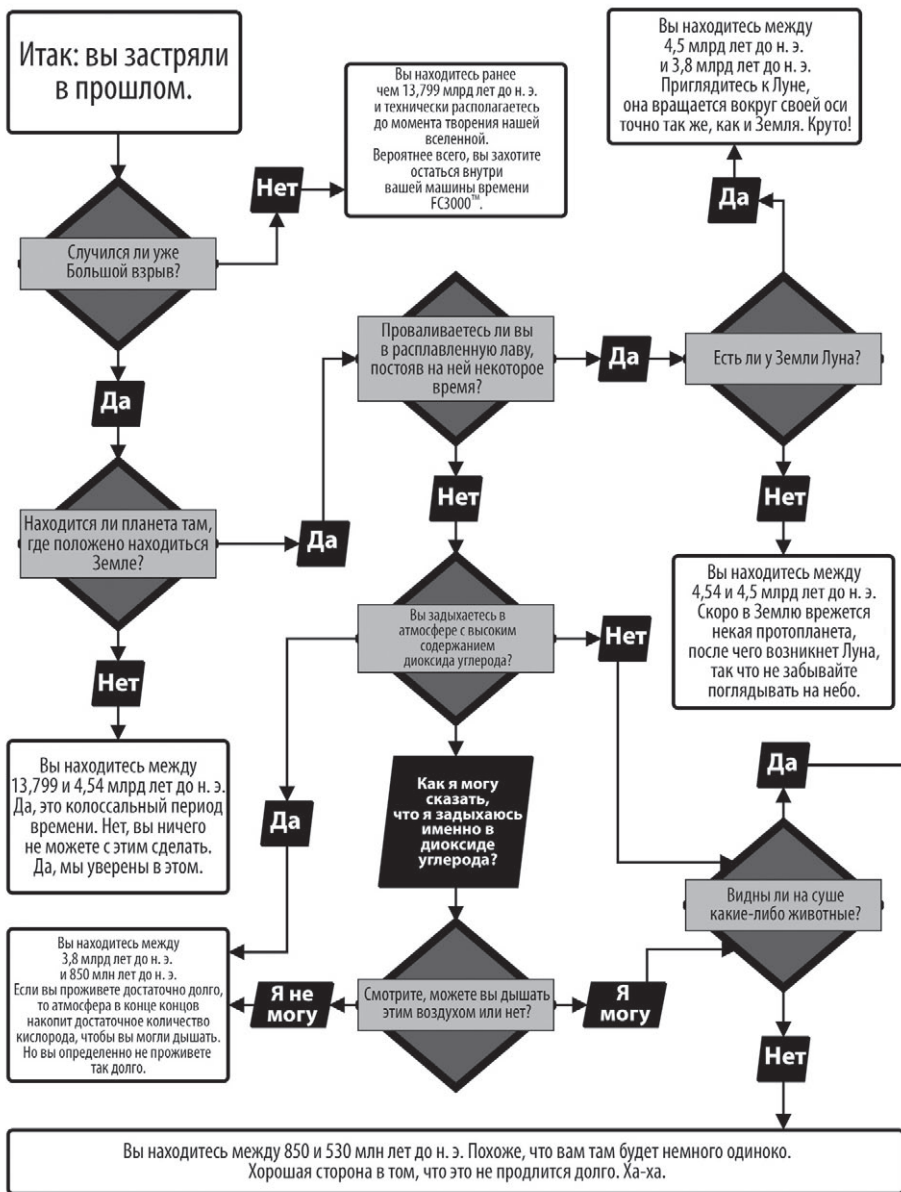 Итак: вы застряли
в прошлом.
Случился ли уже
Большой взрыв?
Нет
Вы находитесь ранее
чем 13,799 млрд лет до н. э.
и технически располагаетесь
до момента творения нашей
вселенной.
Вероятнее всего, вы захотите
остаться внутри
вашей машины времени
FC3000™.
Да
Находится ли планета там,
где положено находиться
Земле?
Нет
Вы находитесь между
13,799 и 4,54 млрд лет до н. э.
Да, это колоссальный период
времени. Нет, вы ничего
не можете с этим сделать.
Да, мы уверены в этом.
Да
Проваливаетесь ли вы
в расплавленную лаву,
постояв на ней некоторое
время?
Да
Есть ли у Земли Луна?
Да
Вы находитесь между
4,5 млрд лет до н. э.
и 3,8 млрд лет до н. э.
Приглядитесь к Луне,
она вращается вокруг своей оси
точно так же, как и Земля. Круто!
Нет
Вы находитесь между
4,54 и 4,5 млрд лет до н. э.
Скоро в Землю врежется
некая протопланета,
после чего возникнет Луна,
так что не забывайте
поглядывать на небо.
Нет
Вы задыхаетесь в
атмосфере с высоким
содержанием
диоксида углерода?
Да
Вы находитесь между
3,8 млрд лет до н. э.
и 850 млн лет до н. э.
Если вы проживете достаточно долго,
то атмосфера в конце концов
накопит достаточное количество
кислорода, чтобы вы могли дышать.
Но вы определенно не проживете
так долго.
Как я могу
сказать,
что я задыхаюсь
именно в
диоксиде
углерода?
Смотрите, можете вы дышать
этим воздухом или нет?
Я не
могу
Я
могу
Нет
Видны ли на суше
какие-либо животные?
Да
Нет
Вы находитесь между 850 и 530 млн лет до н. э. Похоже, что вам там будет немного одиноко.
Хорошая сторона в том, что это не продлится долго. Ха-ха.